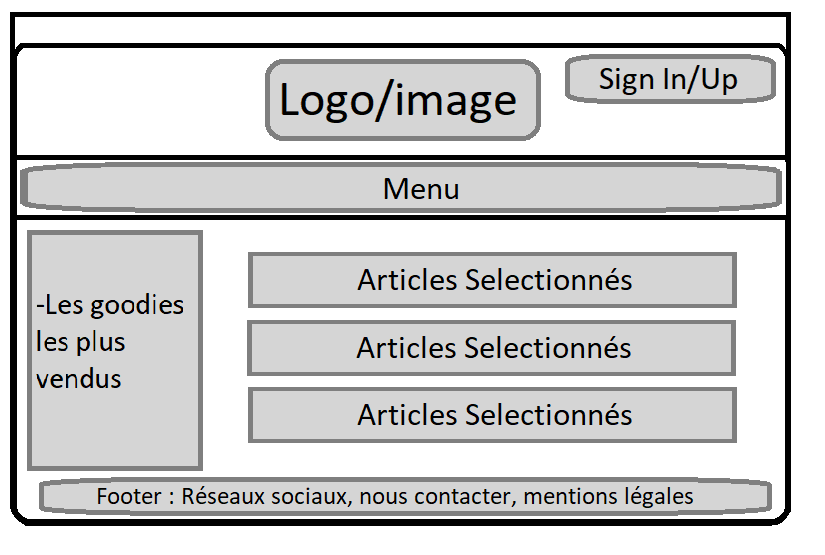 Logo/image
Sign In/Up
Menu
-Les goodies
les plus
vendus
Articles Selectionnés
Articles Selectionnés
Articles Selectionnés
Footer : Réseaux sociaux, nous contacter, mentions légales